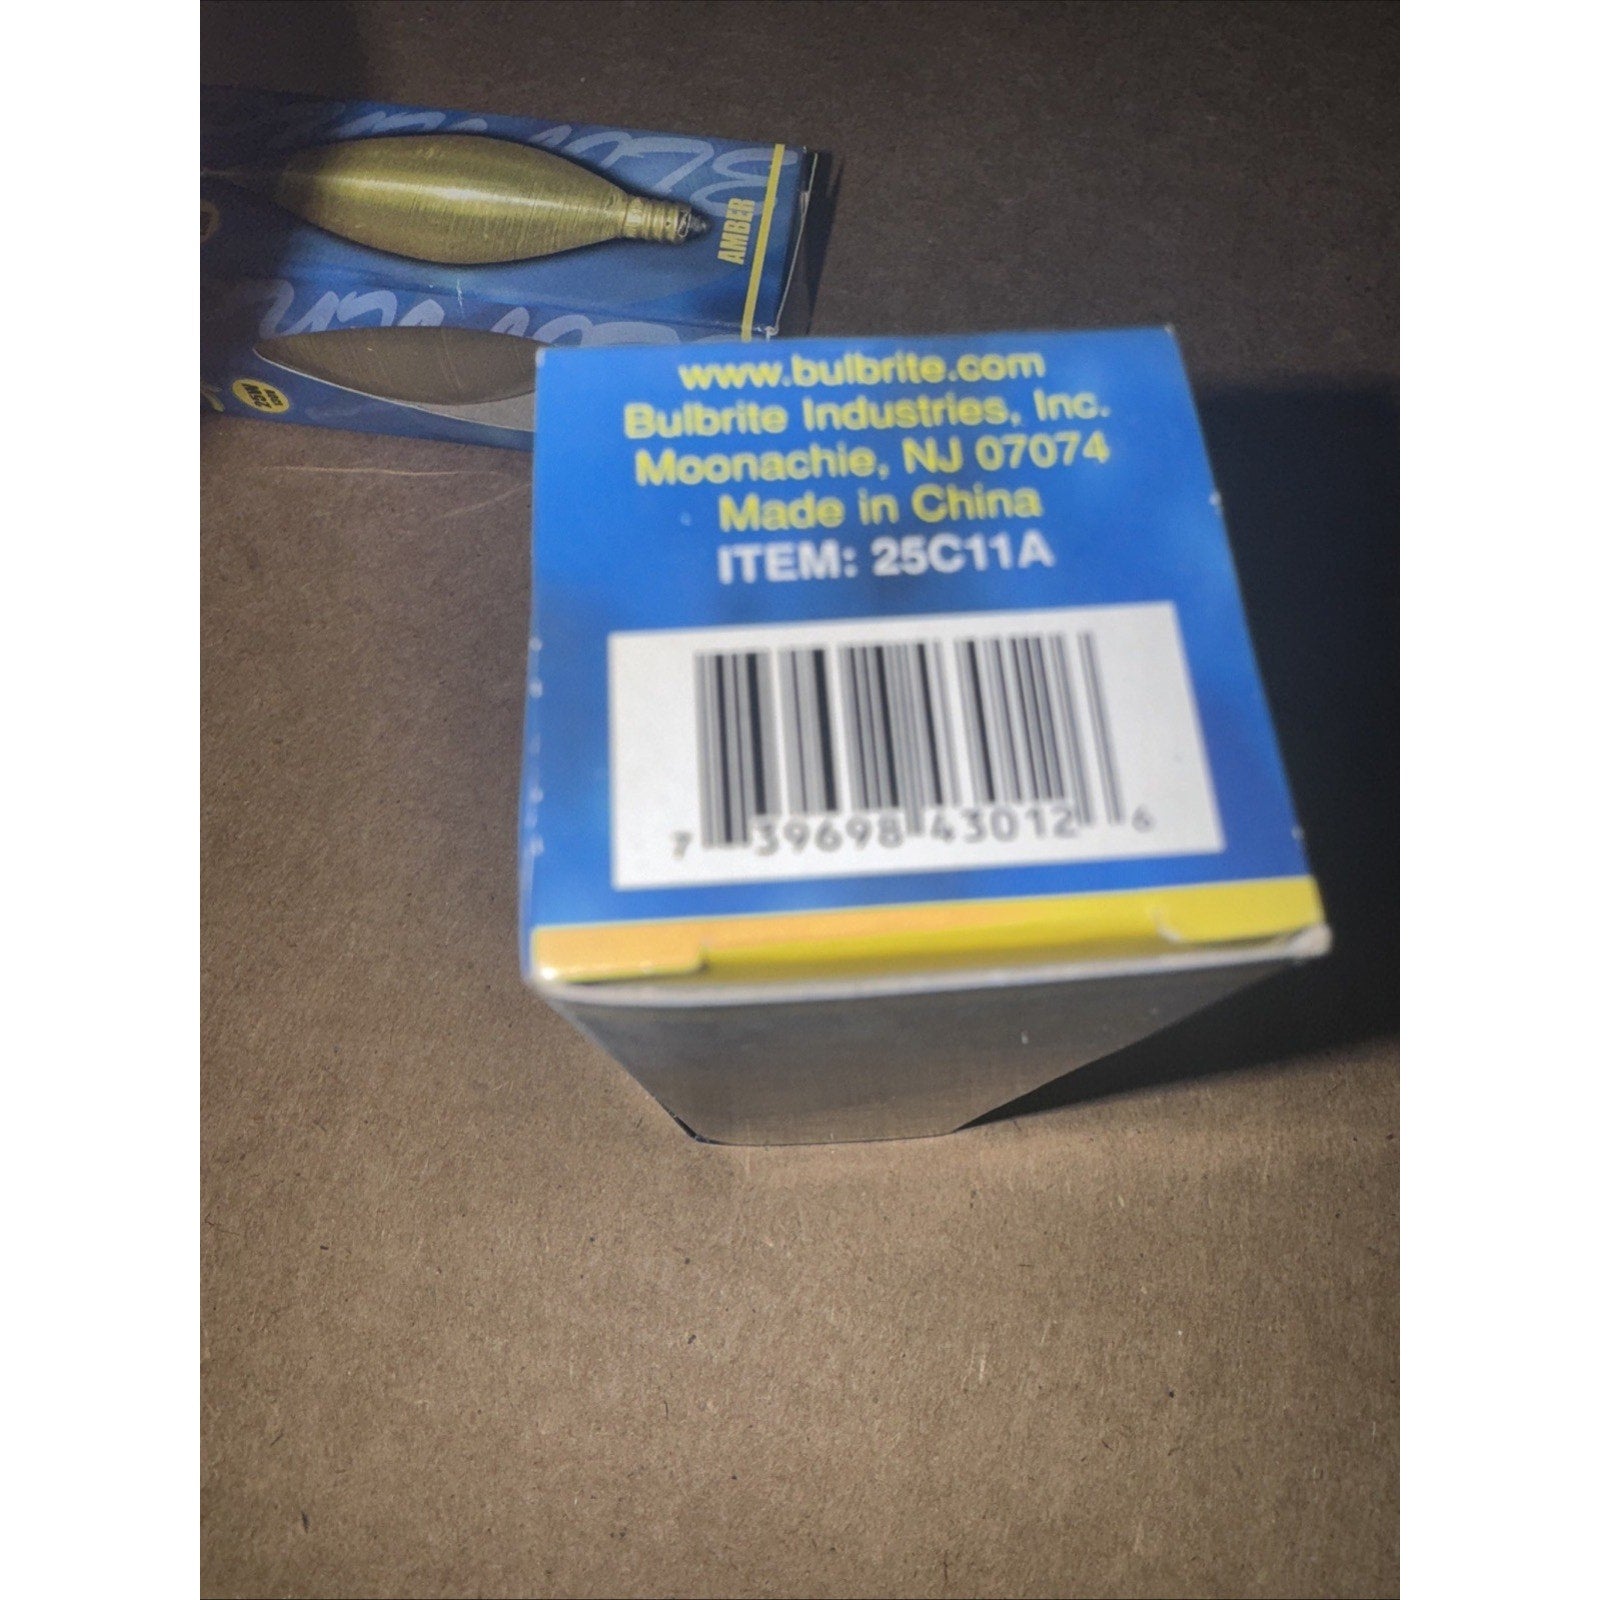 AMBER
25W
www.bulbrite.com
Bulbrite Industries, Inc.
Moonachie, NJ 07074
Made in China
ITEM: 25C11A
7 39698 43012 6